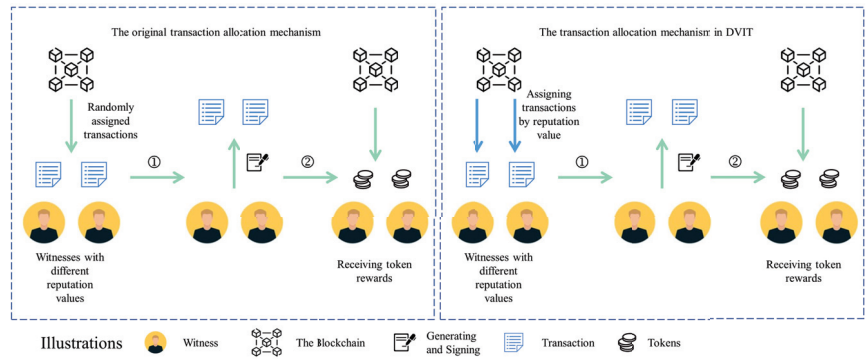 The original transaction allocation mechanism
Randomly
assigned
transactions
①
②
Witnesses with
different
reputation
values
Receiving token
rewards
The transaction allocation mechanism in DVIT
Assigning
transactions
by reputation
value
①
②
Witnesses with
different
reputation
values
Receiving token
rewards
Illustrations
Witness
The Blockchain
Generating
and Signing
Transaction
Tokens